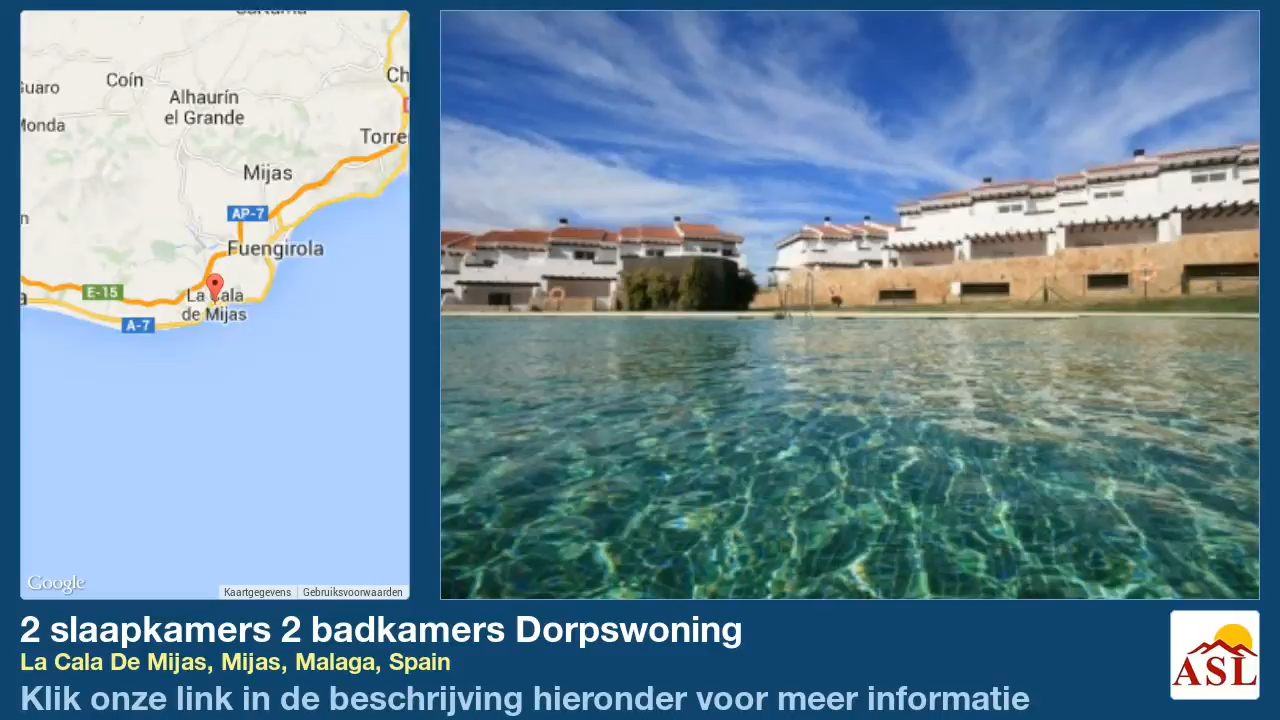 Coín
Alhaurín
el Grande
Monda
Torre
Mijas
AP-7
Fuengirola
E-15
La Cala
de Mijas
A-7
Google
Kaartgegevens
Gebruiksvoorwaarden
2 slaapkamers 2 badkamers Dorpswoning
La Cala De Mijas, Mijas, Malaga, Spain
Klik onze link in de beschrijving hieronder voor meer informatie
ASL